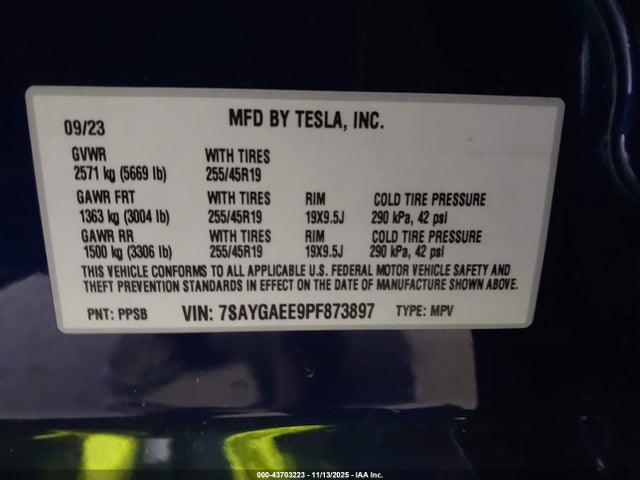 MFD BY TESLA, INC.
09/23
GVWR WITH TIRES
2571 kg (5669 lb) 255/45R19
GAWR FRT WITH TIRES RIM COLD TIRE PRESSURE
1363 kg (3004 lb) 255/45R19 19X9.5J 290 kPa, 42 psi
GAWR RR WITH TIRES RIM COLD TIRE PRESSURE
1500 kg (3306 lb) 255/45R19 19X9.5J 290 kPa, 42 psi
THIS VEHICLE CONFORMS TO ALL APPLICABLE U.S. FEDERAL MOTOR VEHICLE SAFETY AND
THEFT PREVENTION STANDARDS IN EFFECT ON THE DATE OF MANUFACTURE SHOWN ABOVE.
PNT: PPSB VIN: 7SAYGAEE9PF873897 TYPE: MPV
000-43703223 - 11/13/2025 - IAA Inc.